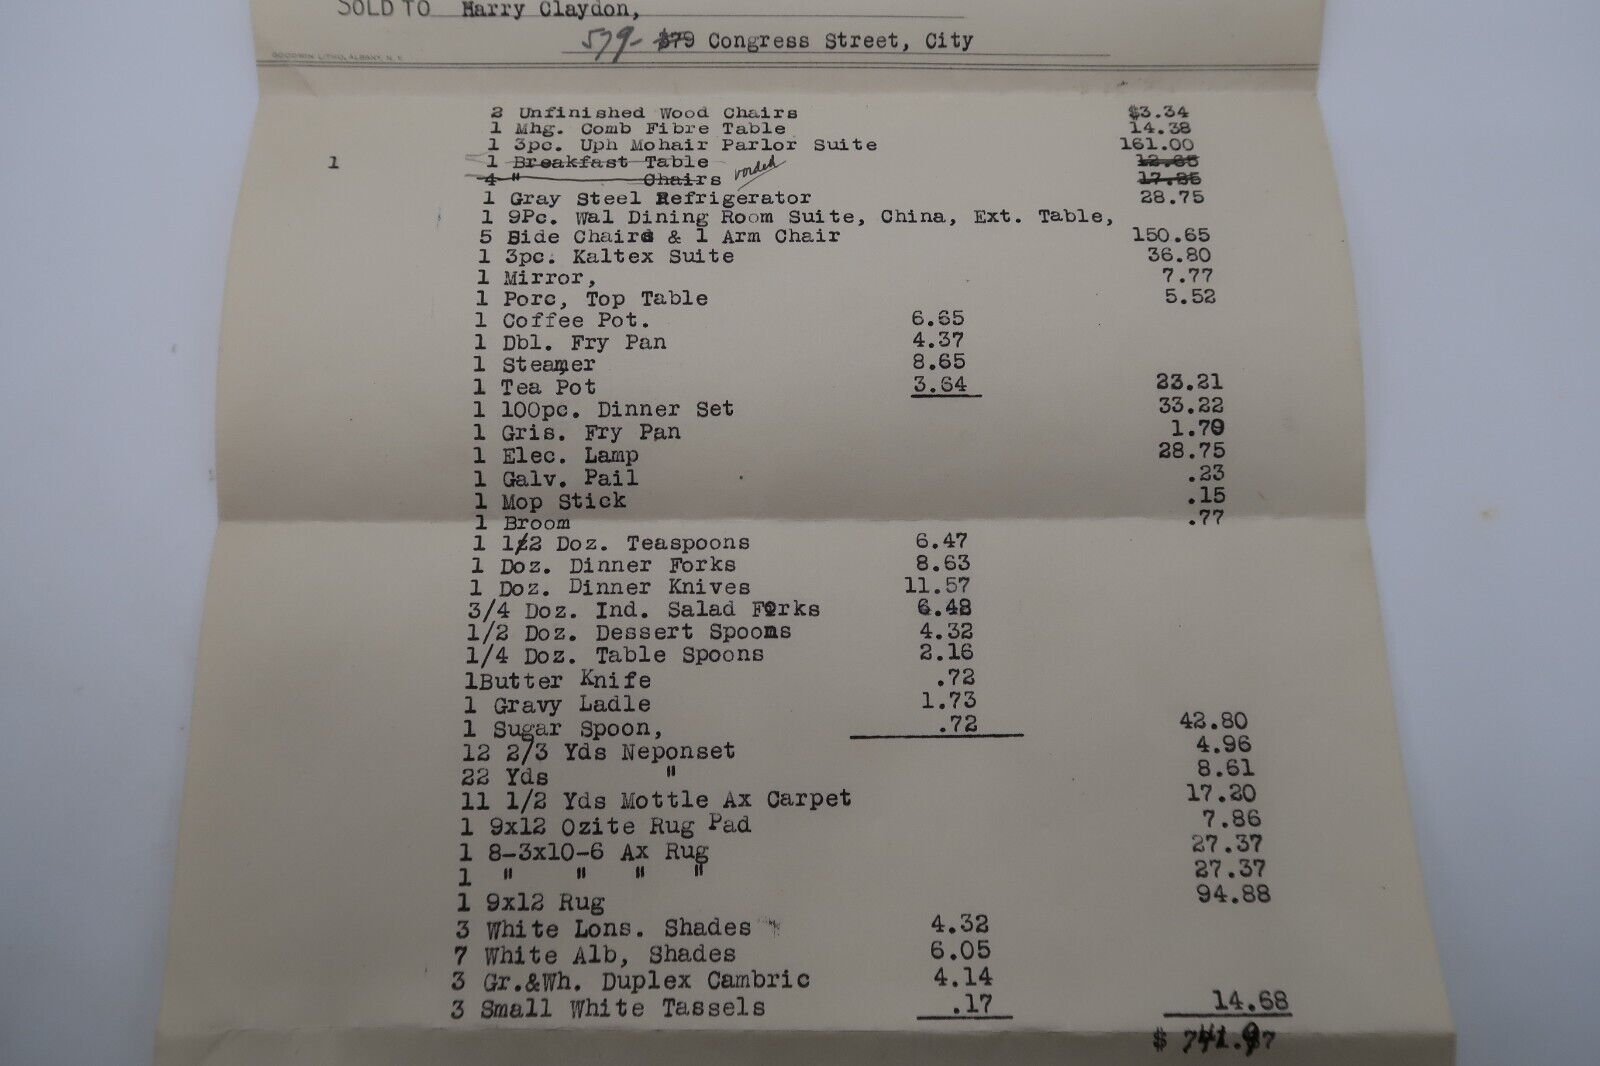 SOLD TO Harry Claydon,
579- 879 Congress Street, City
GOODWIN LITHO, ALBANY, N. Y.
2 Unfinished Wood Chairs $3.34
1 Mhg. Comb Fibre Table 14.38
1 3pc. Uph Mohair Parlor Suite 161.00
1 1 Breakfast Table 12.65
4 " Chairs voided 17.25
1 Gray Steel Refrigerator 28.75
1 9Pc. Wal Dining Room Suite, China, Ext. Table,
5 Side Chairs & 1 Arm Chair 150.65
1 3pc. Kaltex Suite 36.80
1 Mirror, 7.77
1 Porc, Top Table 5.52
1 Coffee Pot. 6.65
1 Dbl. Fry Pan 4.37
1 Steamer 8.65
1 Tea Pot 3.64 23.21
1 100pc. Dinner Set 33.22
1 Gris. Fry Pan 1.79
1 Elec. Lamp 28.75
1 Galv. Pail .23
1 Mop Stick .15
1 Broom .77
1 1/2 Doz. Teaspoons 6.47
1 Doz. Dinner Forks 8.63
1 Doz. Dinner Knives 11.57
3/4 Doz. Ind. Salad Forks 6.48
1/2 Doz. Dessert Spoons 4.32
1/4 Doz. Table Spoons 2.16
1Butter Knife .72
1 Gravy Ladle 1.73
1 Sugar Spoon, .72 42.80
12 2/3 Yds Neponset 4.96
22 Yds " 8.61
11 1/2 Yds Mottle Ax Carpet 17.20
1 9x12 Ozite Rug Pad 7.86
1 8-3x10-6 Ax Rug 27.37
1 " " " " 27.37
1 9x12 Rug 94.88
3 White Lons. Shades 4.32
7 White Alb, Shades 6.05
3 Gr.&Wh. Duplex Cambric 4.14
3 Small White Tassels .17 14.68
$ 741.97